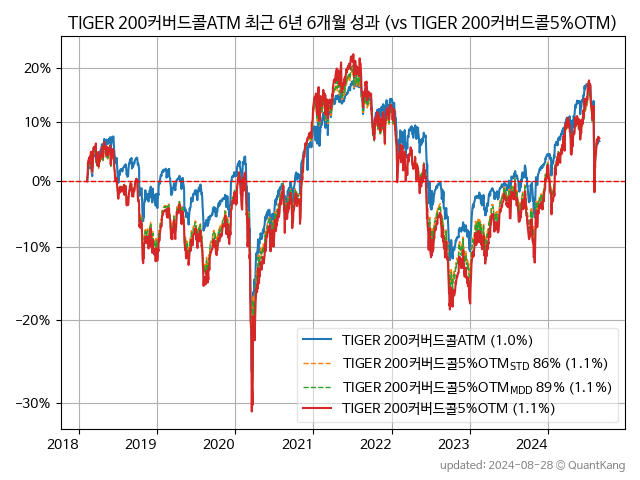 TIGER 200커버드콜ATM 최근 6년 6개월 성과 (vs TIGER 200커버드콜5%OTM)
20%
10%
0%
−10%
−20%
−30%
TIGER 200커버드콜ATM (1.0%)
TIGER 200커버드콜5%OTM_STD 86% (1.1%)
TIGER 200커버드콜5%OTM_MDD 89% (1.1%)
TIGER 200커버드콜5%OTM (1.1%)
2018 2019 2020 2021 2022 2023 2024
updated: 2024-08-28 © QuantKang